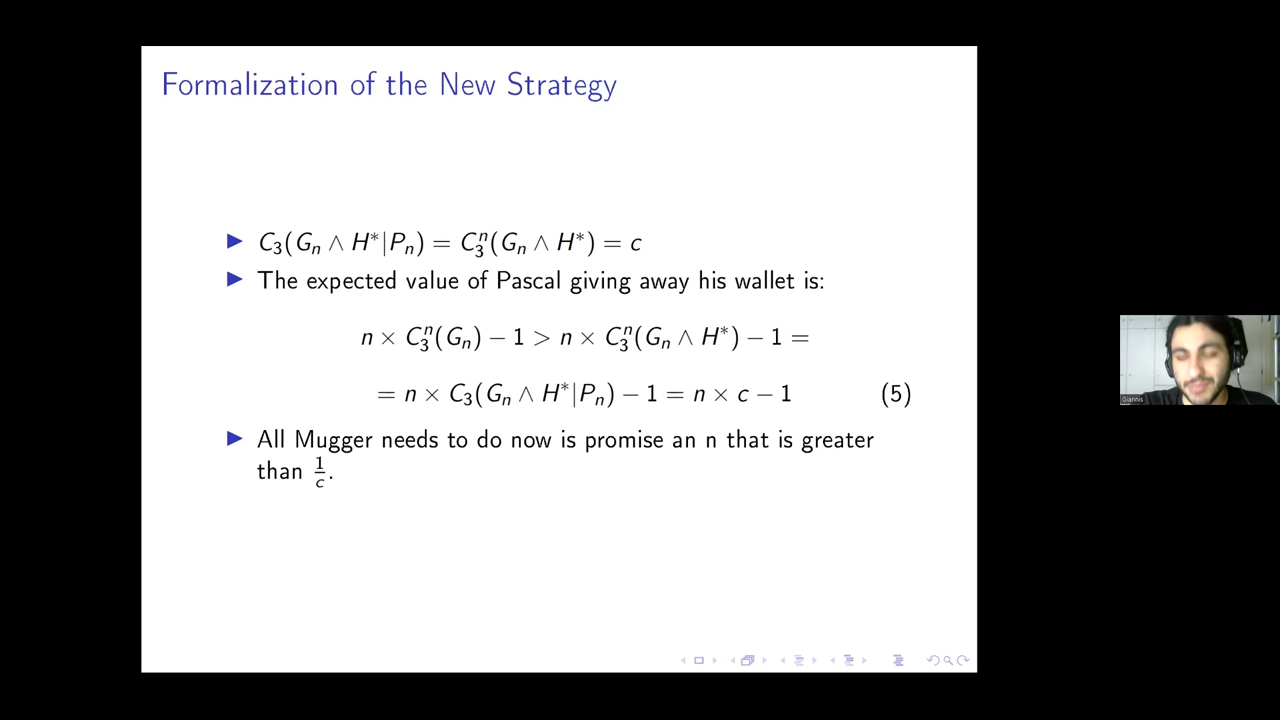 Formalization of the New Strategy
▶ C₃(Gₙ ∧ H*|Pₙ) = C₃ⁿ(Gₙ ∧ H*) = c
▶ The expected value of Pascal giving away his wallet is:
n × C₃ⁿ(Gₙ) − 1 > n × C₃ⁿ(Gₙ ∧ H*) − 1 =
= n × C₃(Gₙ ∧ H*|Pₙ) − 1 = n × c − 1 (5)
▶ All Mugger needs to do now is promise an n that is greater
than 1/c.
Giannis